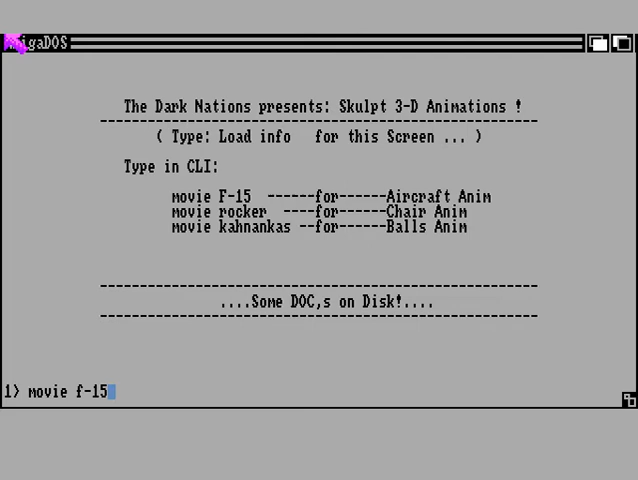 igaDOS
The Dark Nations presents: Skulpt 3-D Animations !
----------------------------------------------------
( Type: Load info   for this Screen ... )
Type in CLI:
movie F-15  ------for------Aircraft Anim
movie rocker  ----for------Chair Anim
movie kahnankas --for------Balls Anim
----------------------------------------------------
....Some DOC,s on Disk!....
----------------------------------------------------
1> movie f-15